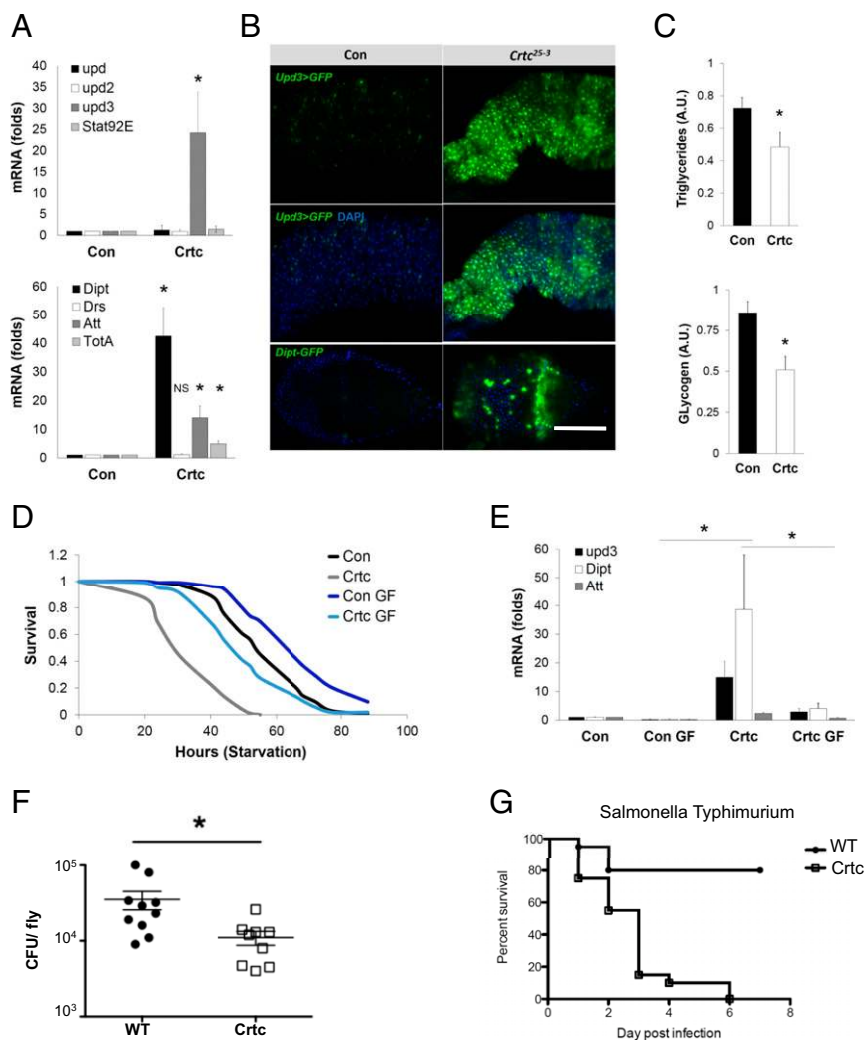 A
upd
upd2
upd3
Stat92E
mRNA (folds)
40
35
30
25
20
15
10
5
0
*
Con
Crtc
Dipt
Drs
Att
TotA
mRNA (folds)
60
50
40
30
20
10
0
*
NS
*
*
Con
Crtc
B
Con
Crtc25-3
Upd3>GFP
Upd3>GFP DAPI
Dipt-GFP
C
Triglycerides (A.U.)
1
0.8
0.6
0.4
0.2
0
*
Con
Crtc
GLycogen (A.U.)
1
0.75
0.5
0.25
0
*
Con
Crtc
D
Survival
1.2
1
0.8
0.6
0.4
0.2
0
0
20
40
60
80
100
Hours (Starvation)
Con
Crtc
Con GF
Crtc GF
E
upd3
Dipt
Att
mRNA (folds)
60
50
40
30
20
10
0
*
*
Con
Con GF
Crtc
Crtc GF
F
*
CFU/ fly
10^5
10^4
10^3
WT
Crtc
G
Salmonella Typhimurium
Percent survival
100
80
60
40
20
0
0
2
4
6
8
Day post infection
WT
Crtc